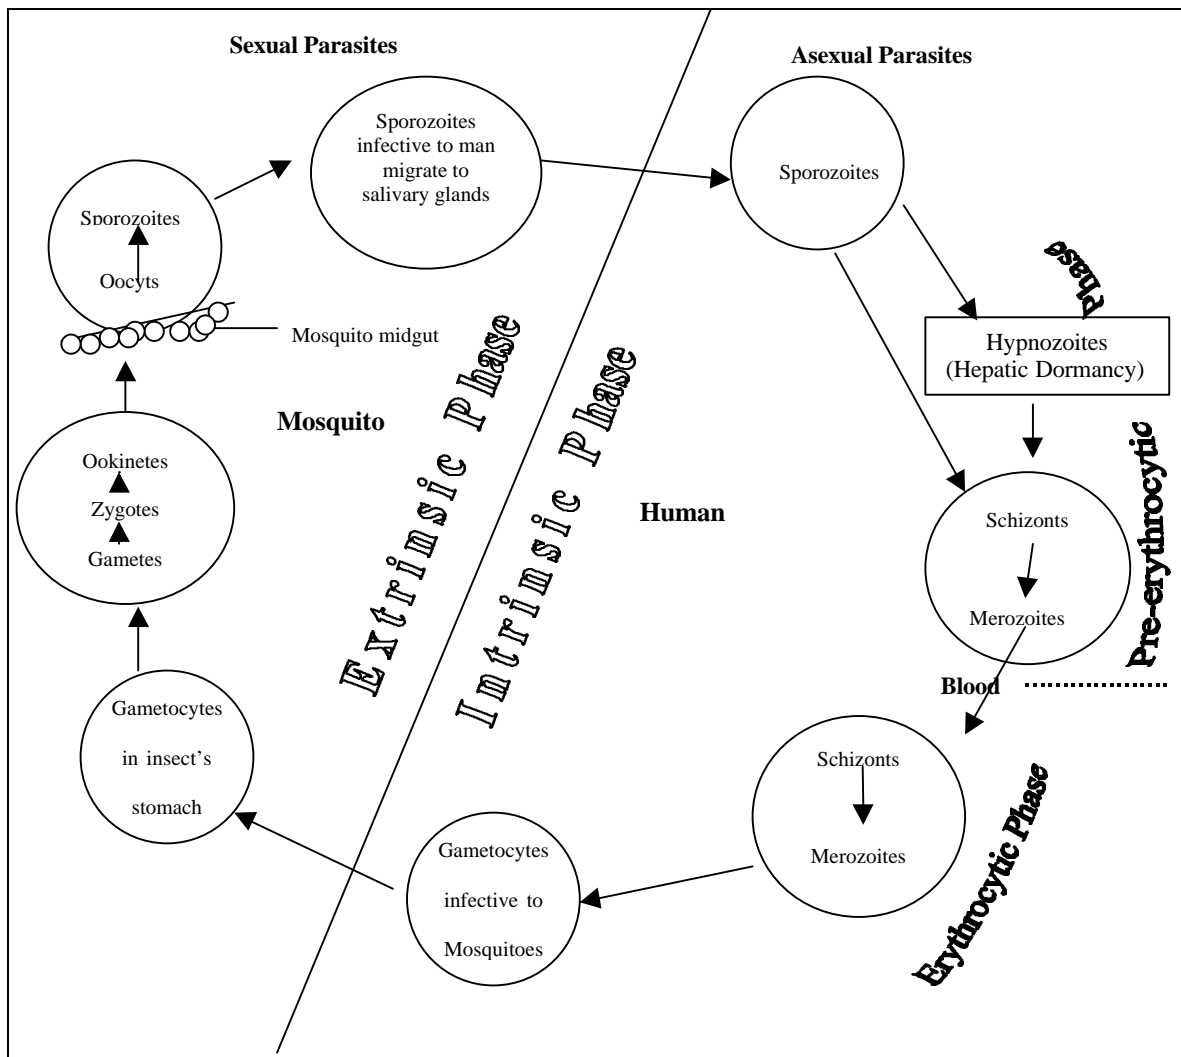 Sexual Parasites
Asexual Parasites
Sporozoites
infective to man
migrate to
salivary glands
Sporozoites
Sporozoites
Oocyts
Mosquito midgut
Phase
Hypnozoites
(Hepatic Dormancy)
Extrinsic Phase
Intrinsic Phase
Mosquito
Human
Ookinetes
Zygotes
Gametes
Pre-erythrocytic
Schizonts
Merozoites
Blood
Gametocytes
in insect's
stomach
Schizonts
Merozoites
Erythrocytic Phase
Gametocytes
infective to
Mosquitoes